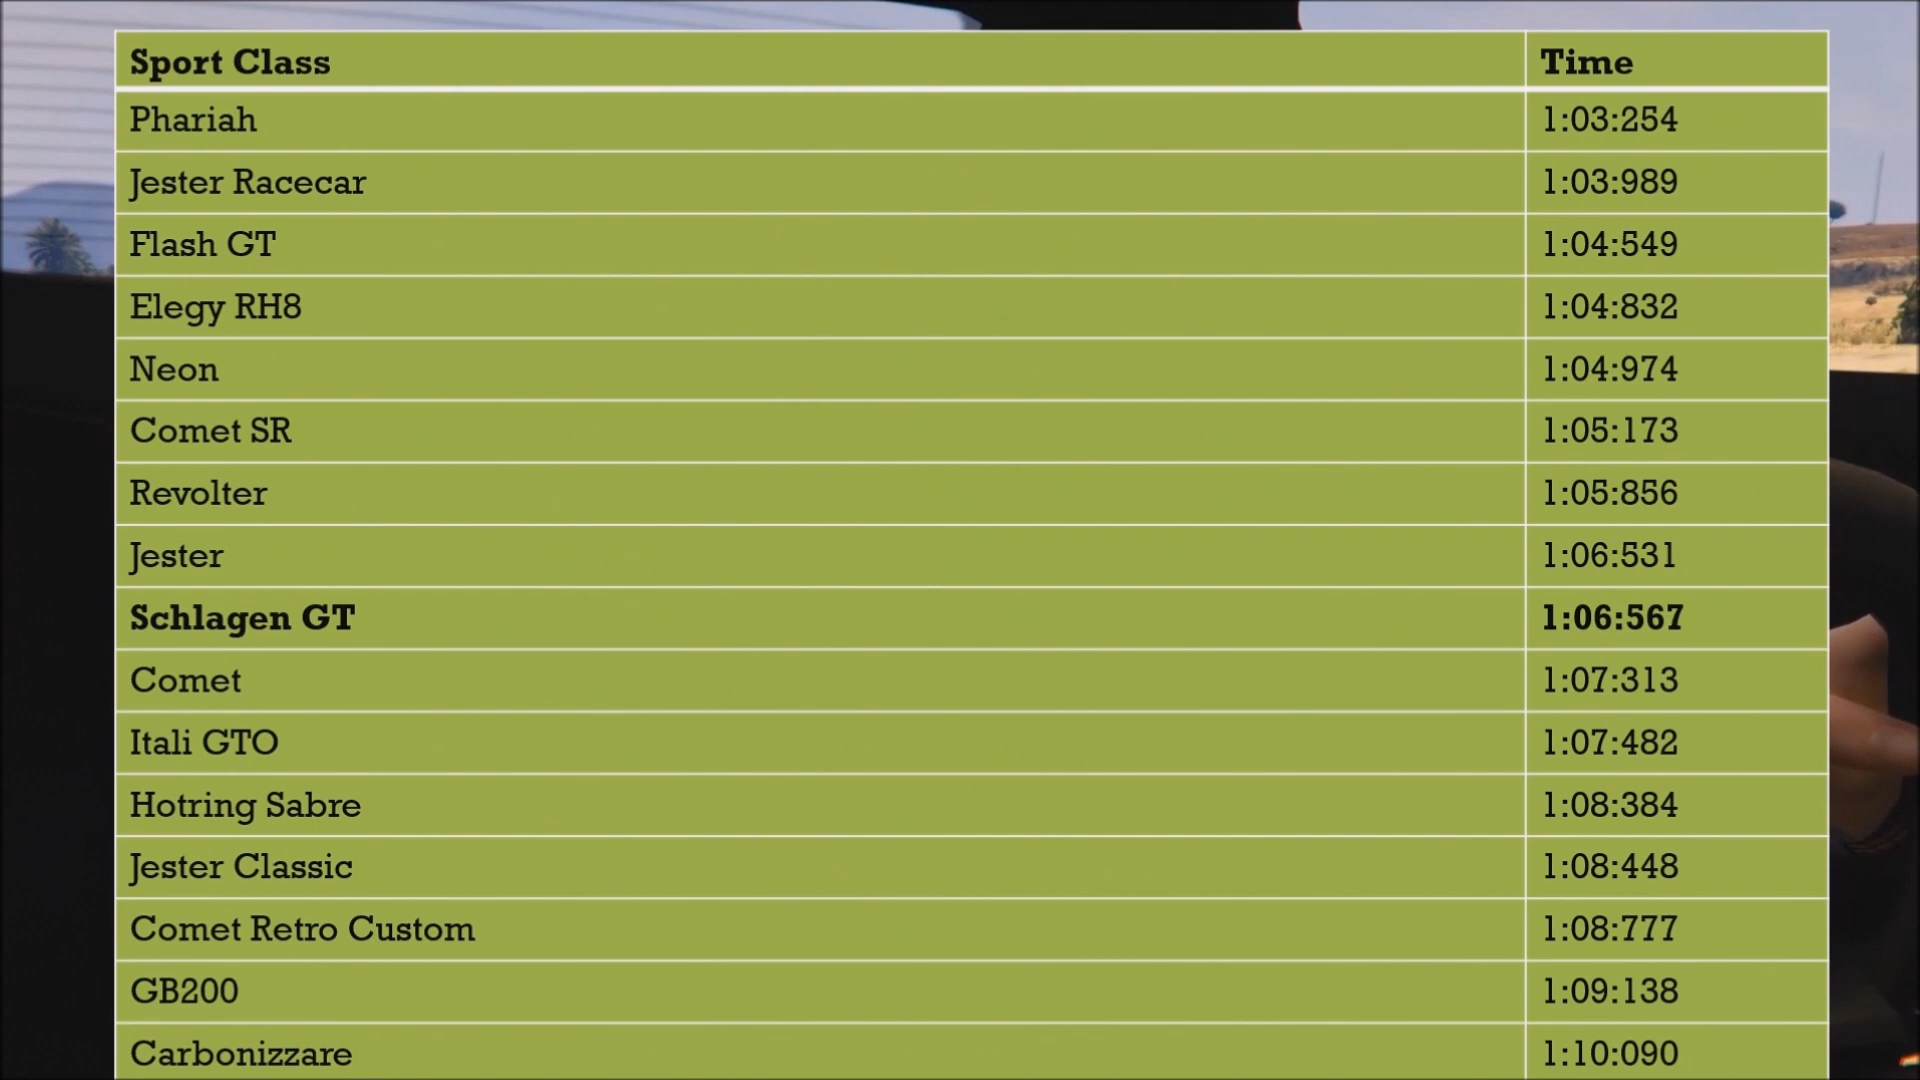 Sport Class Time
Phariah 1:03:254
Jester Racecar 1:03:989
Flash GT 1:04:549
Elegy RH8 1:04:832
Neon 1:04:974
Comet SR 1:05:173
Revolter 1:05:856
Jester 1:06:531
Schlagen GT 1:06:567
Comet 1:07:313
Itali GTO 1:07:482
Hotring Sabre 1:08:384
Jester Classic 1:08:448
Comet Retro Custom 1:08:777
GB200 1:09:138
Carbonizzare 1:10:090